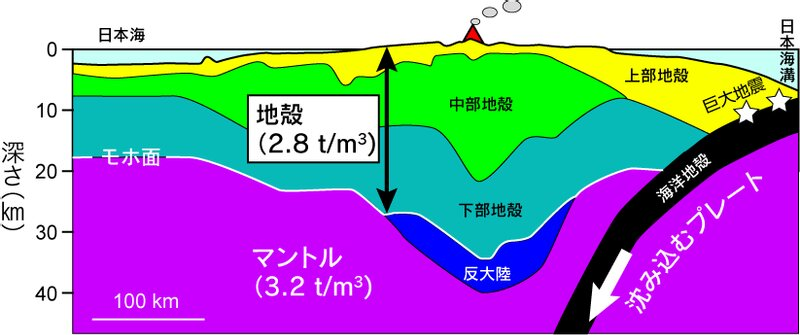 日本海
日本海溝
0
10
20
30
40
深さ(km)
上部地殻
巨大地震
中部地殻
地殻
(2.8 t/m³)
モホ面
海洋地殻
下部地殻
沈み込むプレート
マントル
(3.2 t/m³)
反大陸
100 km